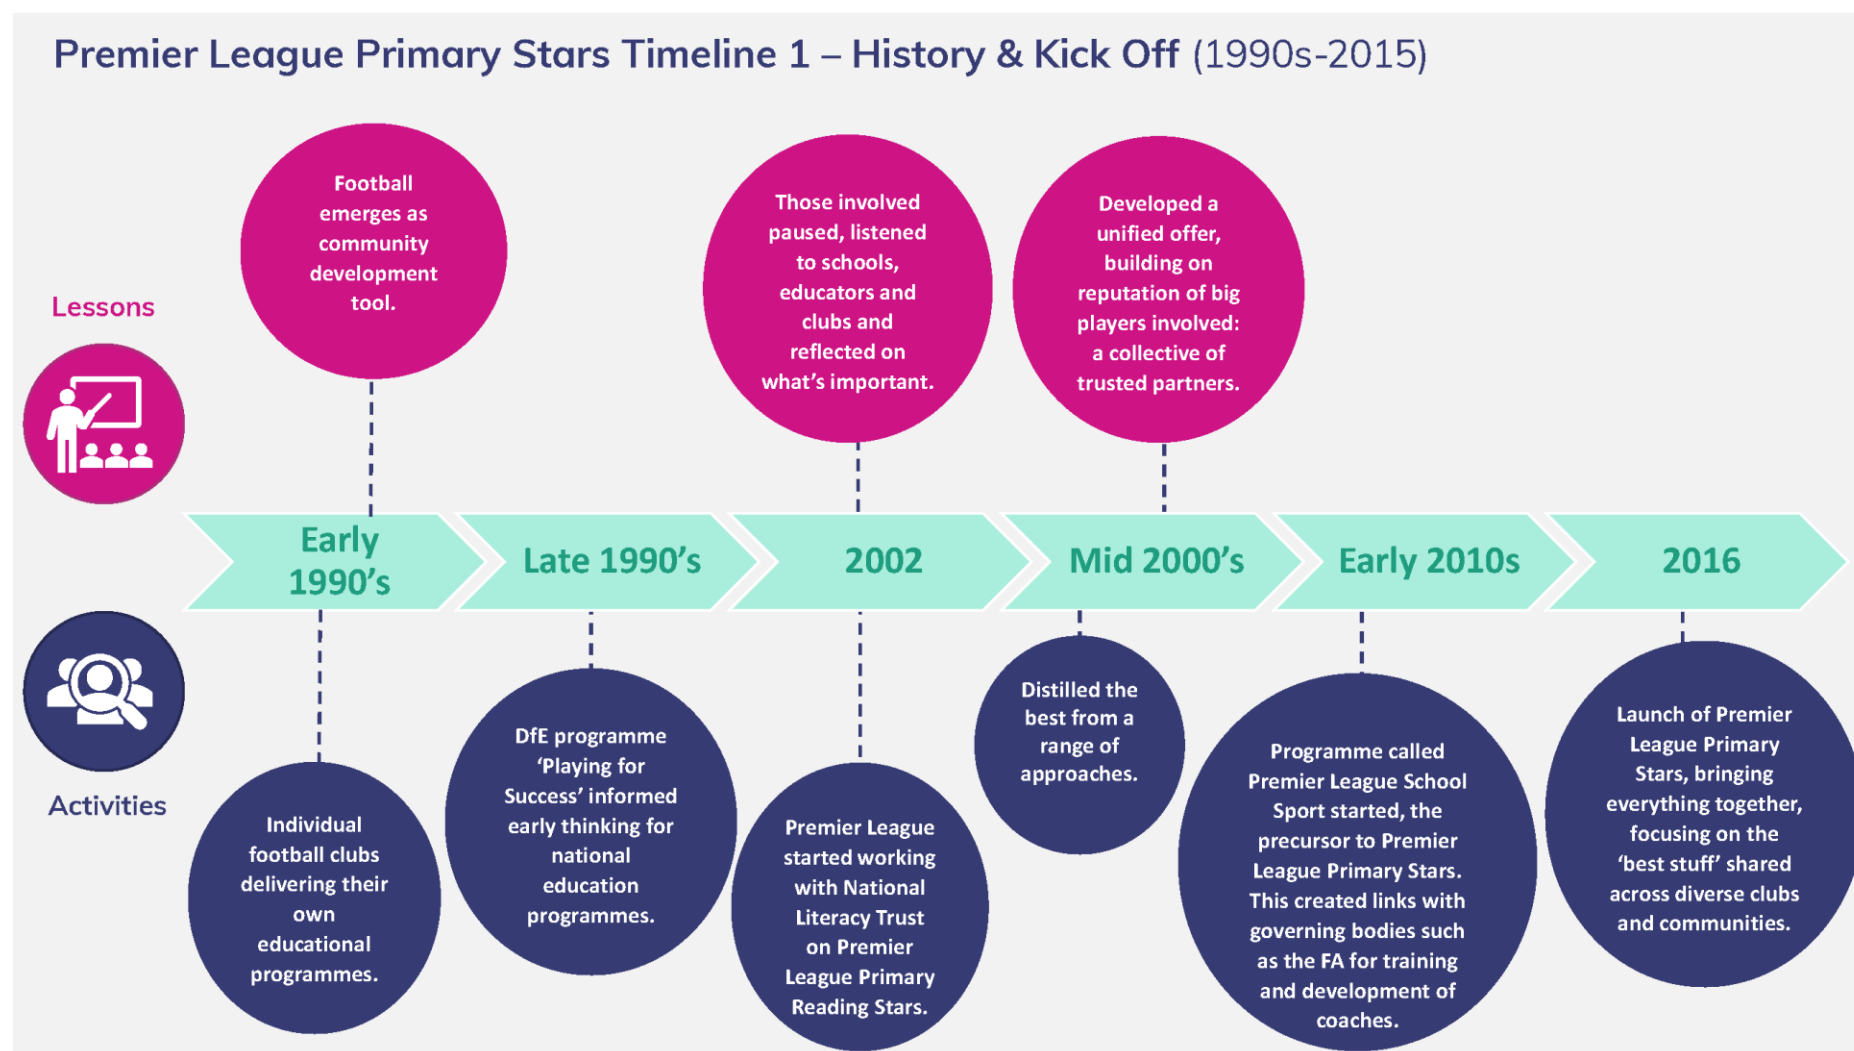 Premier League Primary Stars Timeline 1 – History & Kick Off (1990s-2015)
Lessons
Football
emerges as
community
development
tool.
Those involved
paused, listened
to schools,
educators and
clubs and
reflected on
what's important.
Developed a
unified offer,
building on
reputation of big
players involved:
a collective of
trusted partners.
Early
1990's
Late 1990's
2002
Mid 2000's
Early 2010s
2016
Activities
Individual
football clubs
delivering their
own
educational
programmes.
DfE programme
‘Playing for
Success’ informed
early thinking for
national
education
programmes.
Premier League
started working
with National
Literacy Trust
on Premier
League Primary
Reading Stars.
Distilled the
best from a
range of
approaches.
Programme called
Premier League School
Sport started, the
precursor to Premier
League Primary Stars.
This created links with
governing bodies such
as the FA for training
and development of
coaches.
Launch of Premier
League Primary
Stars, bringing
everything together,
focusing on the
‘best stuff’ shared
across diverse clubs
and communities.